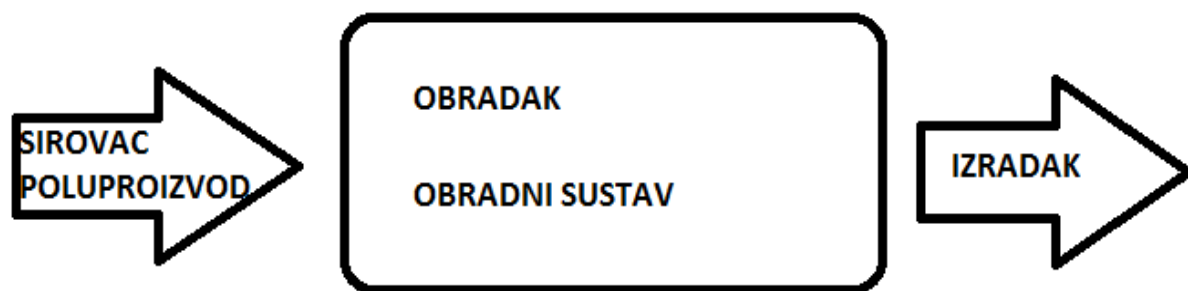 SIROVAC
POLUPROIZVOD
OBRADAK
OBRADNI SUSTAV
IZRADAK